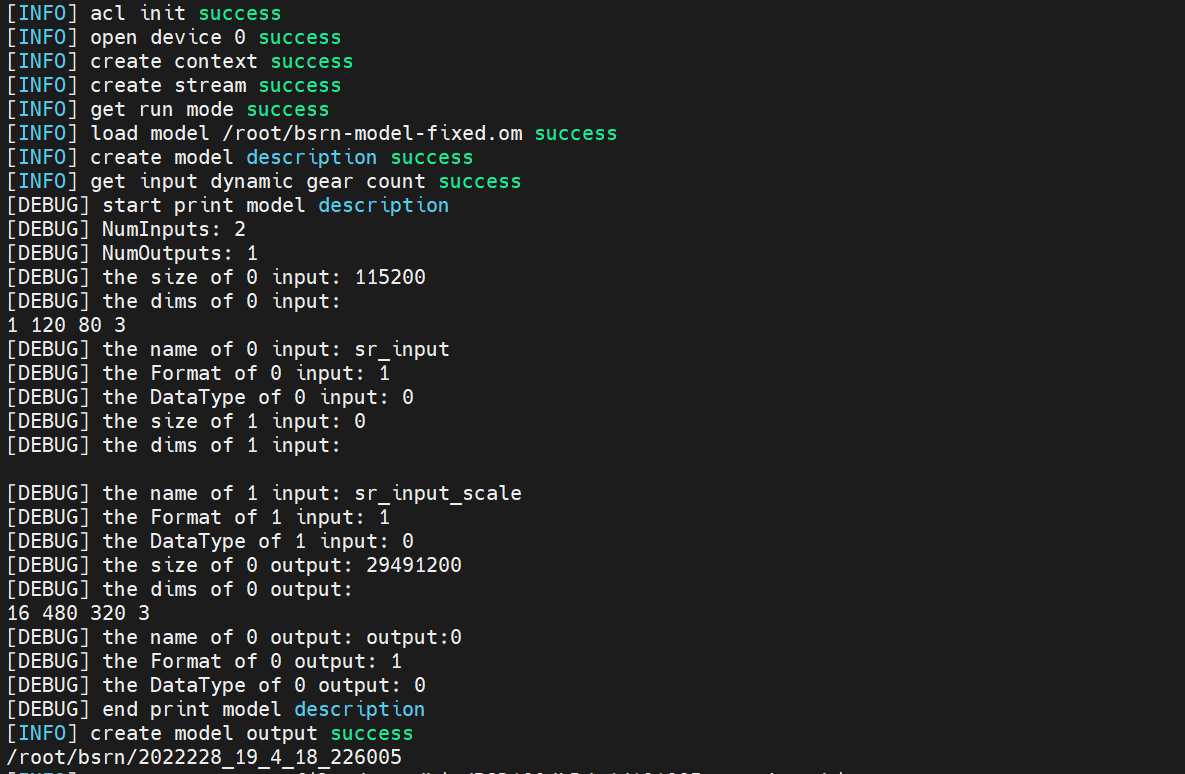 [INFO] acl init success
[INFO] open device 0 success
[INFO] create context success
[INFO] create stream success
[INFO] get run mode success
[INFO] load model /root/bsrn-model-fixed.om success
[INFO] create model description success
[INFO] get input dynamic gear count success
[DEBUG] start print model description
[DEBUG] NumInputs: 2
[DEBUG] NumOutputs: 1
[DEBUG] the size of 0 input: 115200
[DEBUG] the dims of 0 input:
1 120 80 3
[DEBUG] the name of 0 input: sr_input
[DEBUG] the Format of 0 input: 1
[DEBUG] the DataType of 0 input: 0
[DEBUG] the size of 1 input: 0
[DEBUG] the dims of 1 input:
[DEBUG] the name of 1 input: sr_input_scale
[DEBUG] the Format of 1 input: 1
[DEBUG] the DataType of 1 input: 0
[DEBUG] the size of 0 output: 29491200
[DEBUG] the dims of 0 output:
16 480 320 3
[DEBUG] the name of 0 output: output:0
[DEBUG] the Format of 0 output: 1
[DEBUG] the DataType of 0 output: 0
[DEBUG] end print model description
[INFO] create model output success
/root/bsrn/2022228_19_4_18_226005